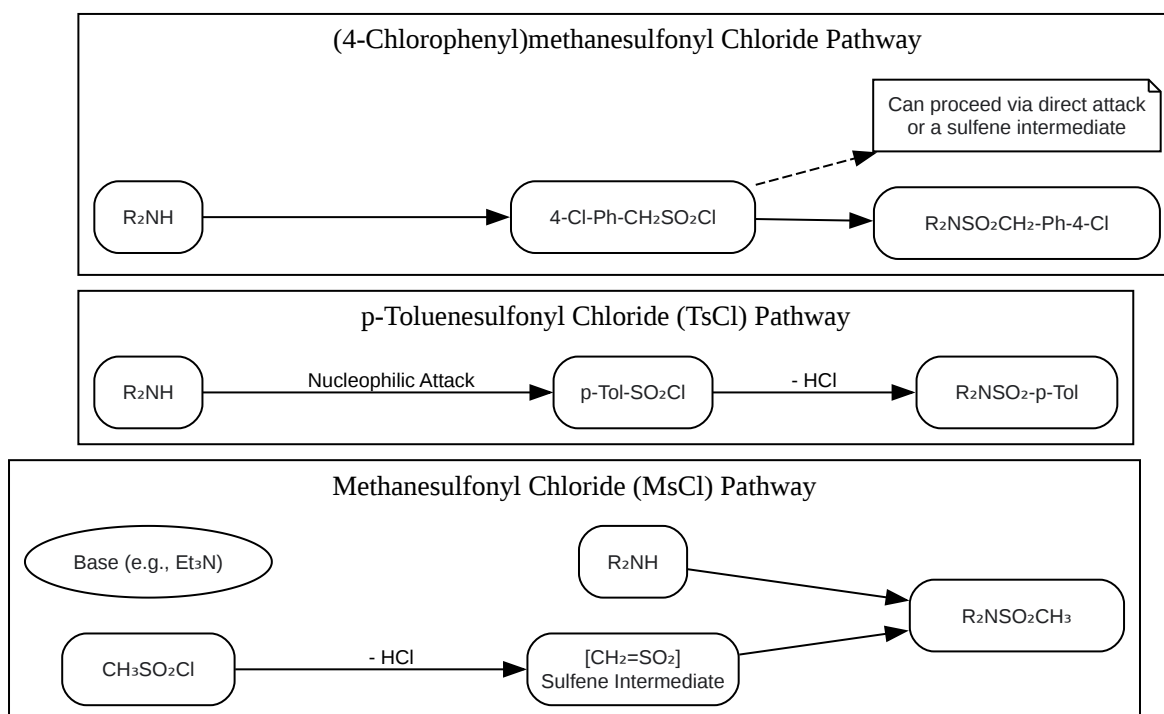 (4-Chlorophenyl)methanesulfonyl Chloride Pathway
Can proceed via direct attack
or a sulfene intermediate
R₂NH
4-Cl-Ph-CH₂SO₂Cl
R₂NSO₂CH₂-Ph-4-Cl
p-Toluenesulfonyl Chloride (TsCl) Pathway
R₂NH
Nucleophilic Attack
p-Tol-SO₂Cl
- HCl
R₂NSO₂-p-Tol
Methanesulfonyl Chloride (MsCl) Pathway
Base (e.g., Et₃N)
R₂NH
R₂NSO₂CH₃
CH₃SO₂Cl
- HCl
[CH₂=SO₂]
Sulfene Intermediate